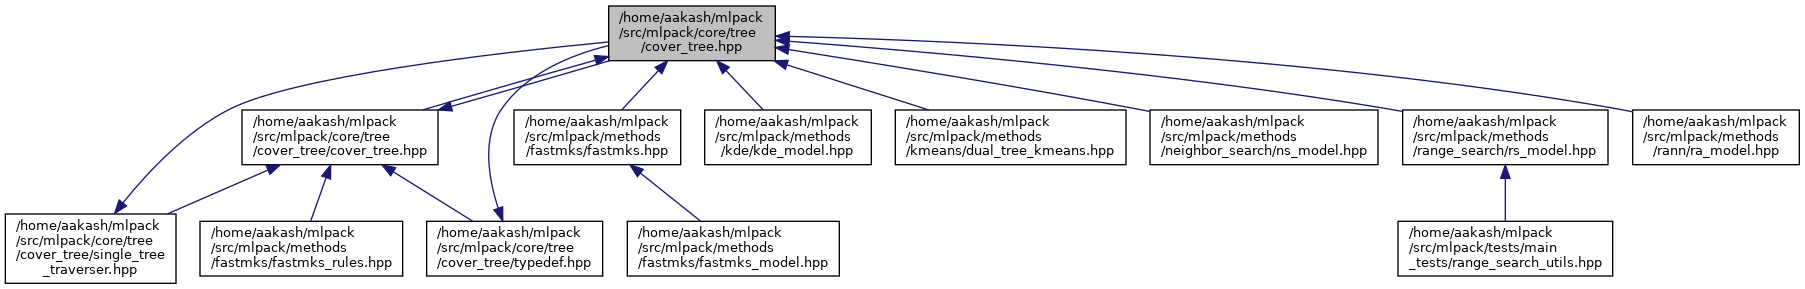 /home/aakash/mlpack
/src/mlpack/core/tree
/cover_tree.hpp
/home/aakash/mlpack
/src/mlpack/core/tree
/cover_tree/cover_tree.hpp
/home/aakash/mlpack
/src/mlpack/methods
/fastmks/fastmks.hpp
/home/aakash/mlpack
/src/mlpack/methods
/kde/kde_model.hpp
/home/aakash/mlpack
/src/mlpack/methods
/kmeans/dual_tree_kmeans.hpp
/home/aakash/mlpack
/src/mlpack/methods
/neighbor_search/ns_model.hpp
/home/aakash/mlpack
/src/mlpack/methods
/range_search/rs_model.hpp
/home/aakash/mlpack
/src/mlpack/methods
/rann/ra_model.hpp
/home/aakash/mlpack
/src/mlpack/core/tree
/cover_tree/single_tree
_traverser.hpp
/home/aakash/mlpack
/src/mlpack/methods
/fastmks/fastmks_rules.hpp
/home/aakash/mlpack
/src/mlpack/core/tree
/cover_tree/typedef.hpp
/home/aakash/mlpack
/src/mlpack/methods
/fastmks/fastmks_model.hpp
/home/aakash/mlpack
/src/mlpack/tests/main
_tests/range_search_utils.hpp